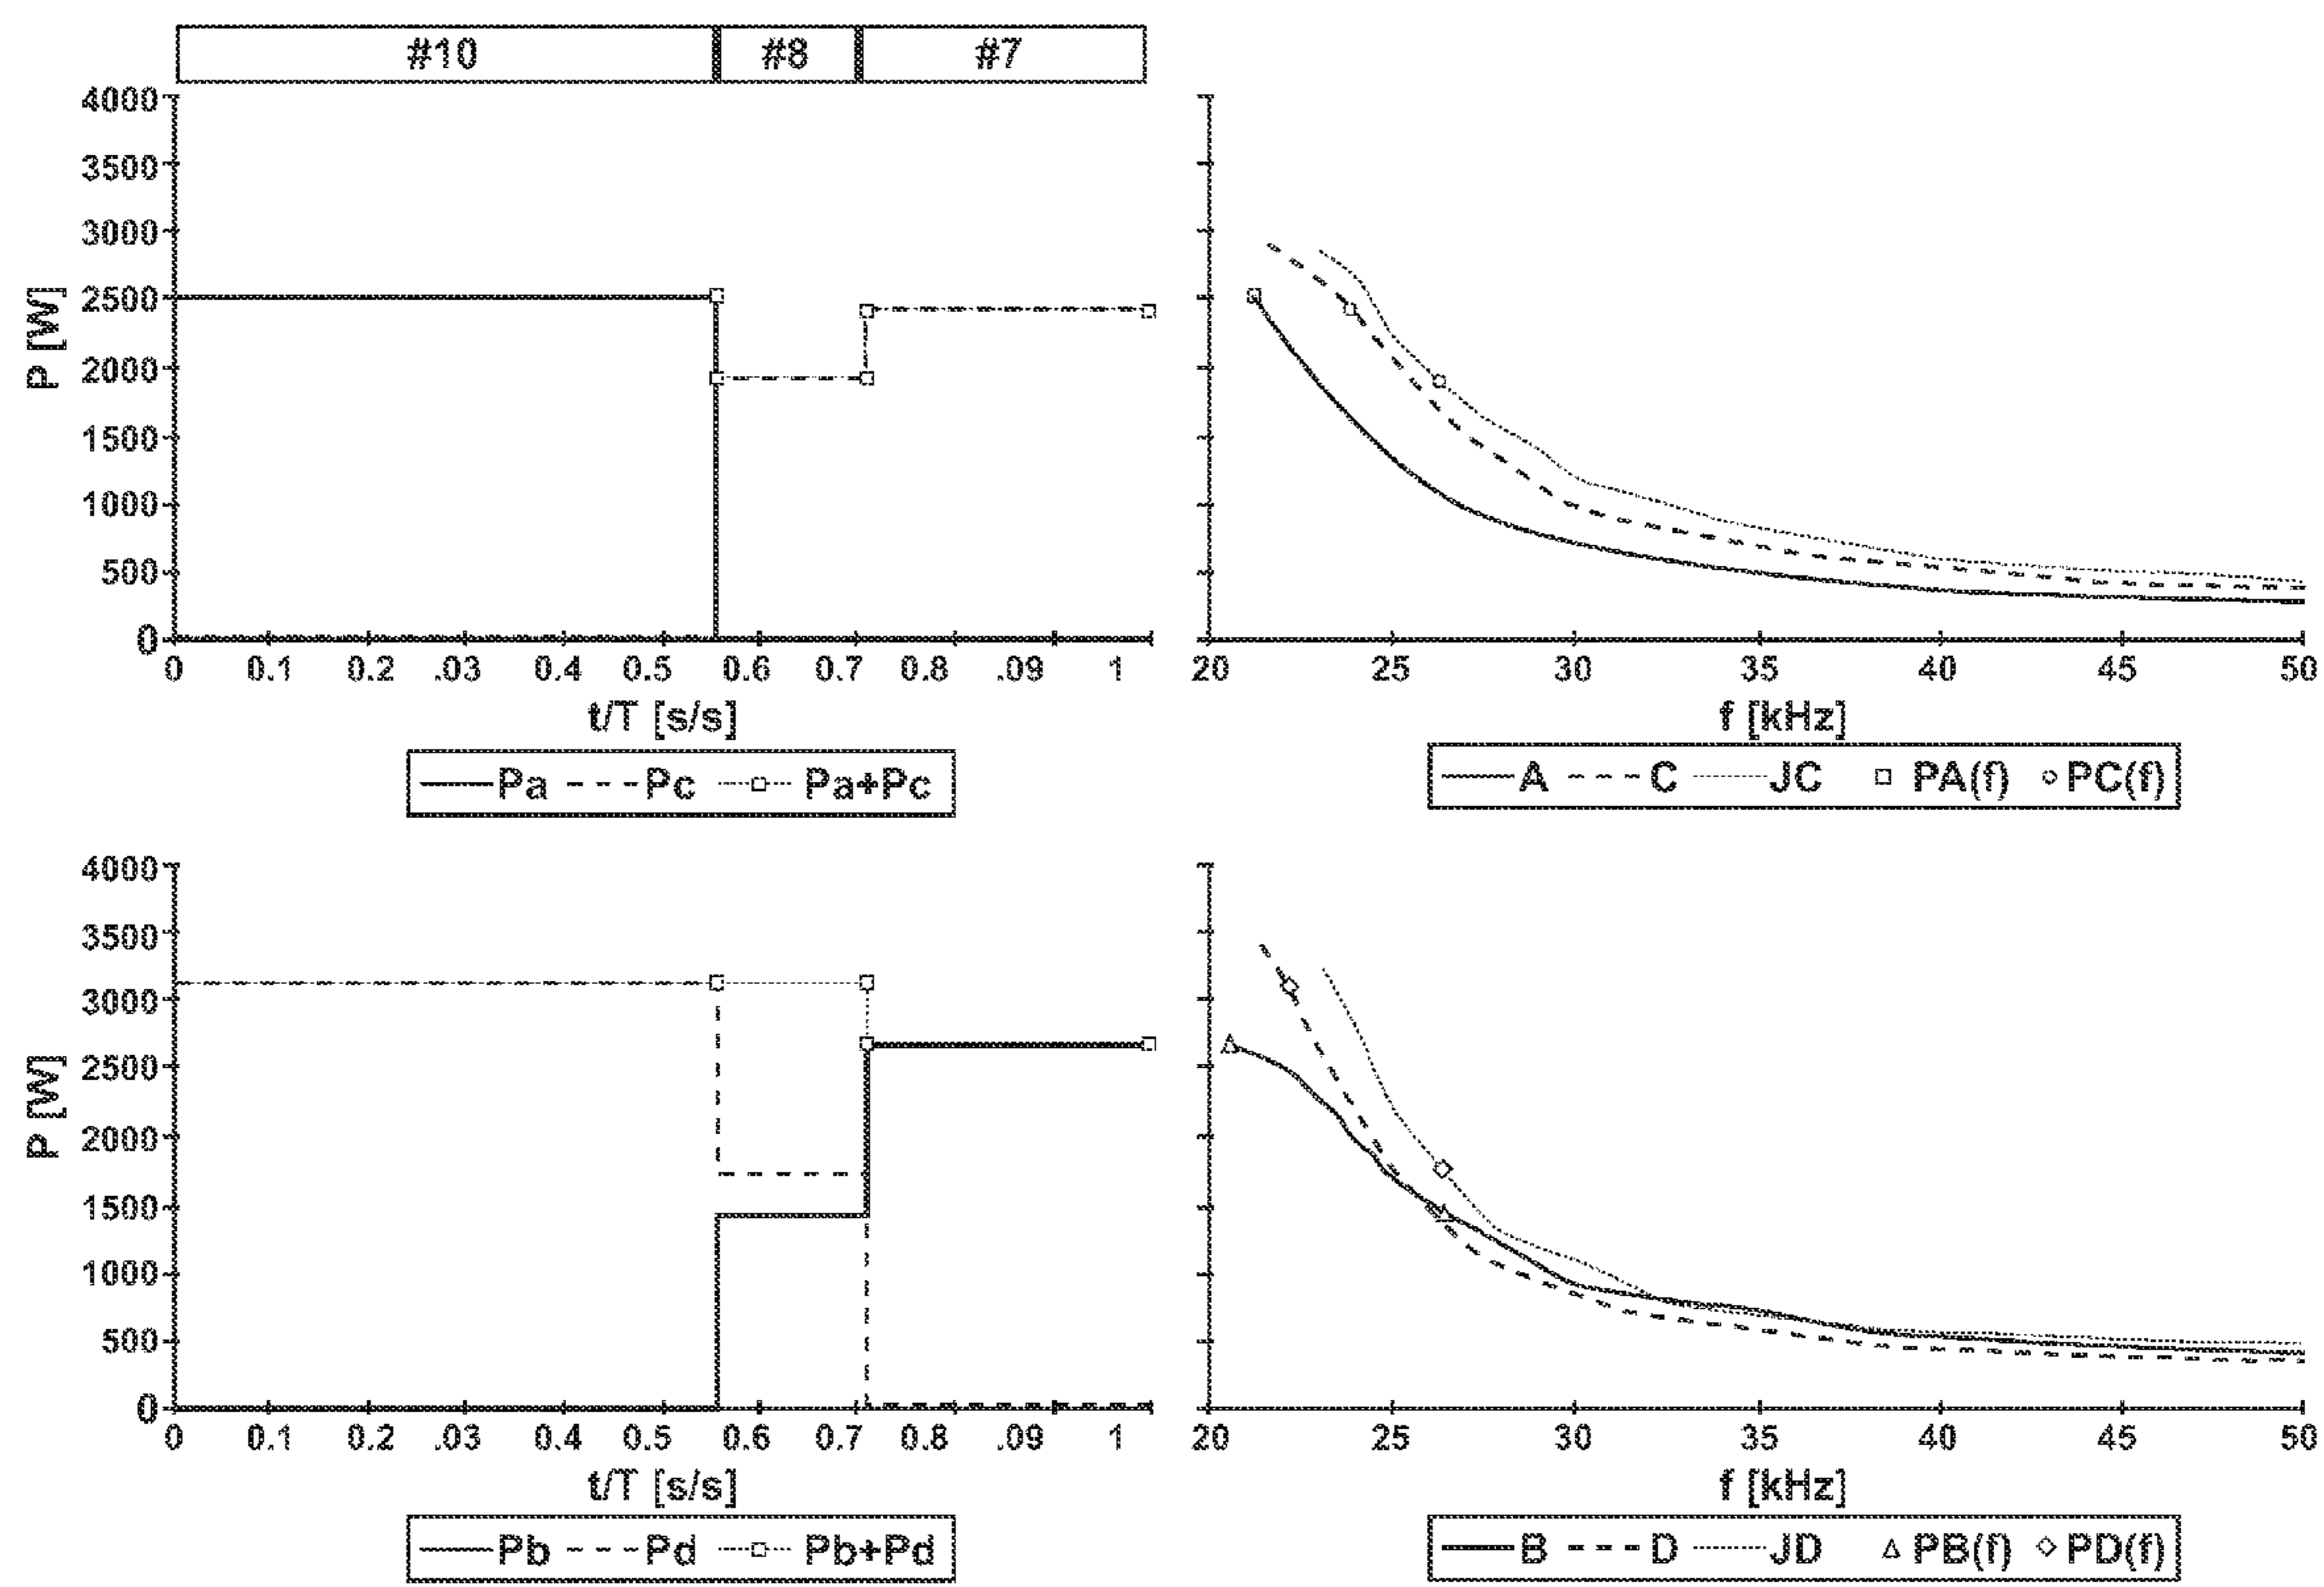 #10 #8 #7
4000
3500
3000
2500
2000
1500
1000
500
0
P [W]
0 0.1 0.2 .03 0.4 0.5 0.6 0.7 0.8 .09 1
20 25 30 35 40 45 50
t/T [s/s]
f [kHz]
Pa Pc Pa+Pc
A C JC PA(f) PC(f)
4000
3500
3000
2500
2000
1500
1000
500
0
P [W]
0 0.1 0.2 .03 0.4 0.5 0.6 0.7 0.8 .09 1
20 25 30 35 40 45 50
t/T [s/s]
f [kHz]
Pb Pd Pb+Pd
B D JD PB(f) PD(f)